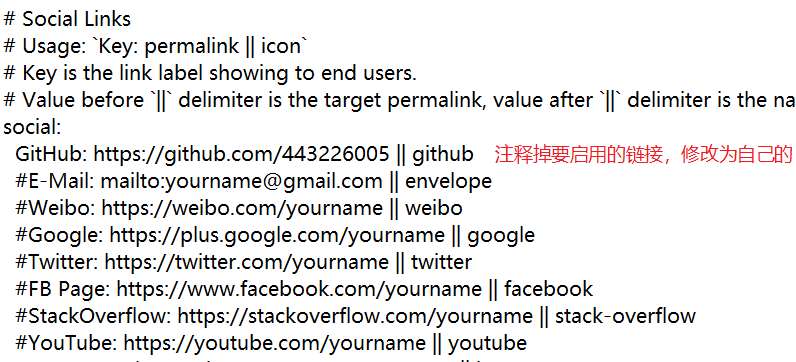 # Social Links
# Usage: `Key: permalink || icon`
# Key is the link label showing to end users.
# Value before `||` delimiter is the target permalink, value after `||` delimiter is the na
social:
GitHub: https://github.com/443226005 || github 注释掉要启用的链接，修改为自己的
#E-Mail: mailto:yourname@gmail.com || envelope
#Weibo: https://weibo.com/yourname || weibo
#Google: https://plus.google.com/yourname || google
#Twitter: https://twitter.com/yourname || twitter
#FB Page: https://www.facebook.com/yourname || facebook
#StackOverflow: https://stackoverflow.com/yourname || stack-overflow
#YouTube: https://youtube.com/yourname || youtube